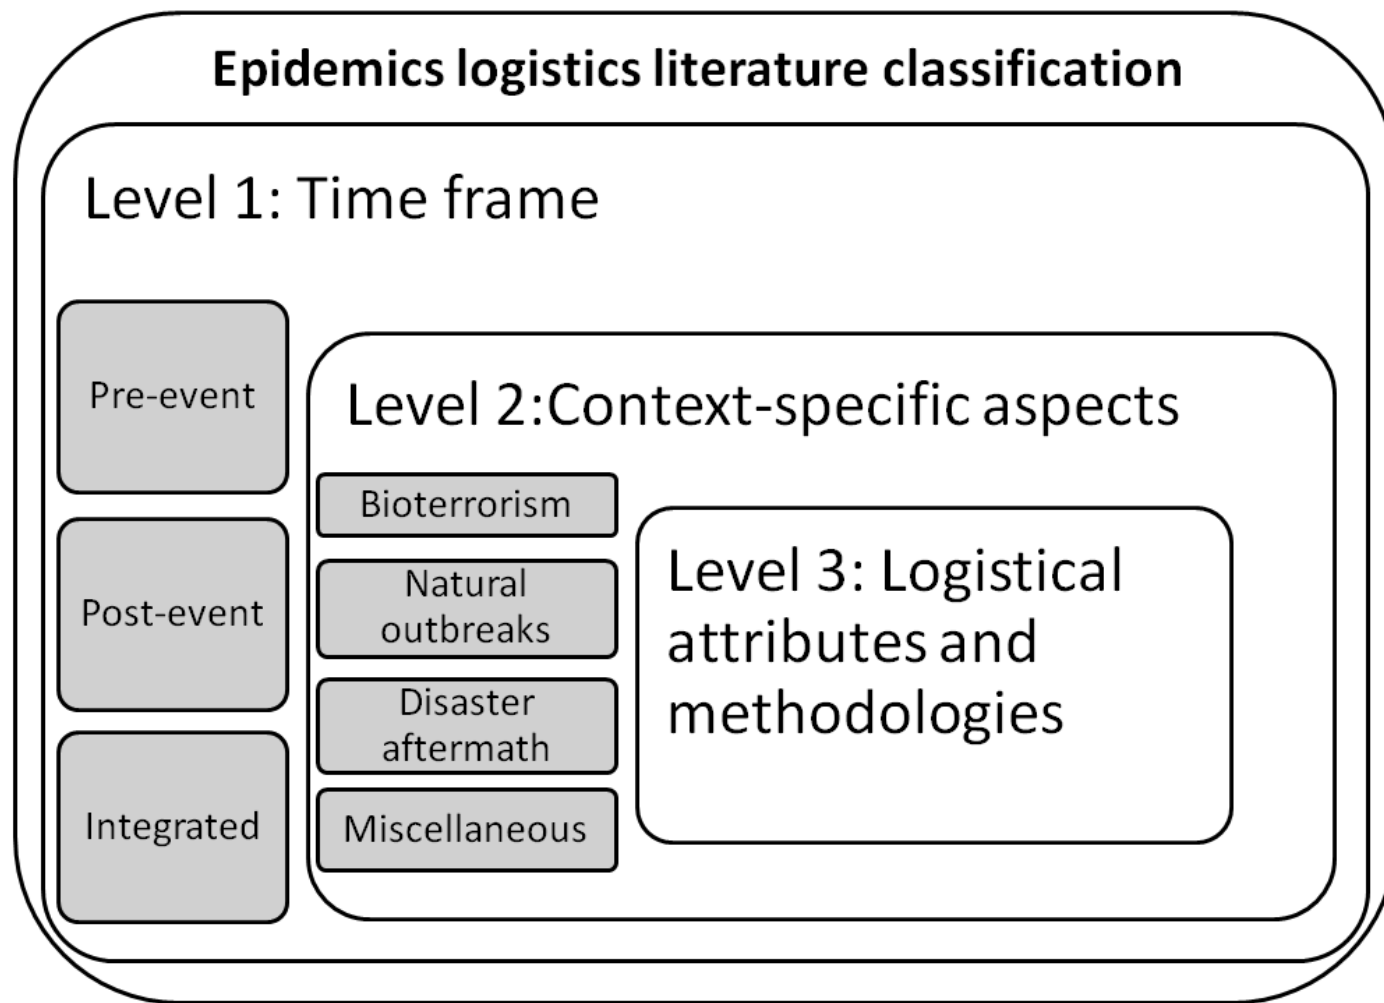 Epidemics logistics literature classification
Level 1: Time frame
Pre-event
Post-event
Integrated
Level 2:Context-specific aspects
Bioterrorism
Natural
outbreaks
Disaster
aftermath
Miscellaneous
Level 3: Logistical
attributes and
methodologies